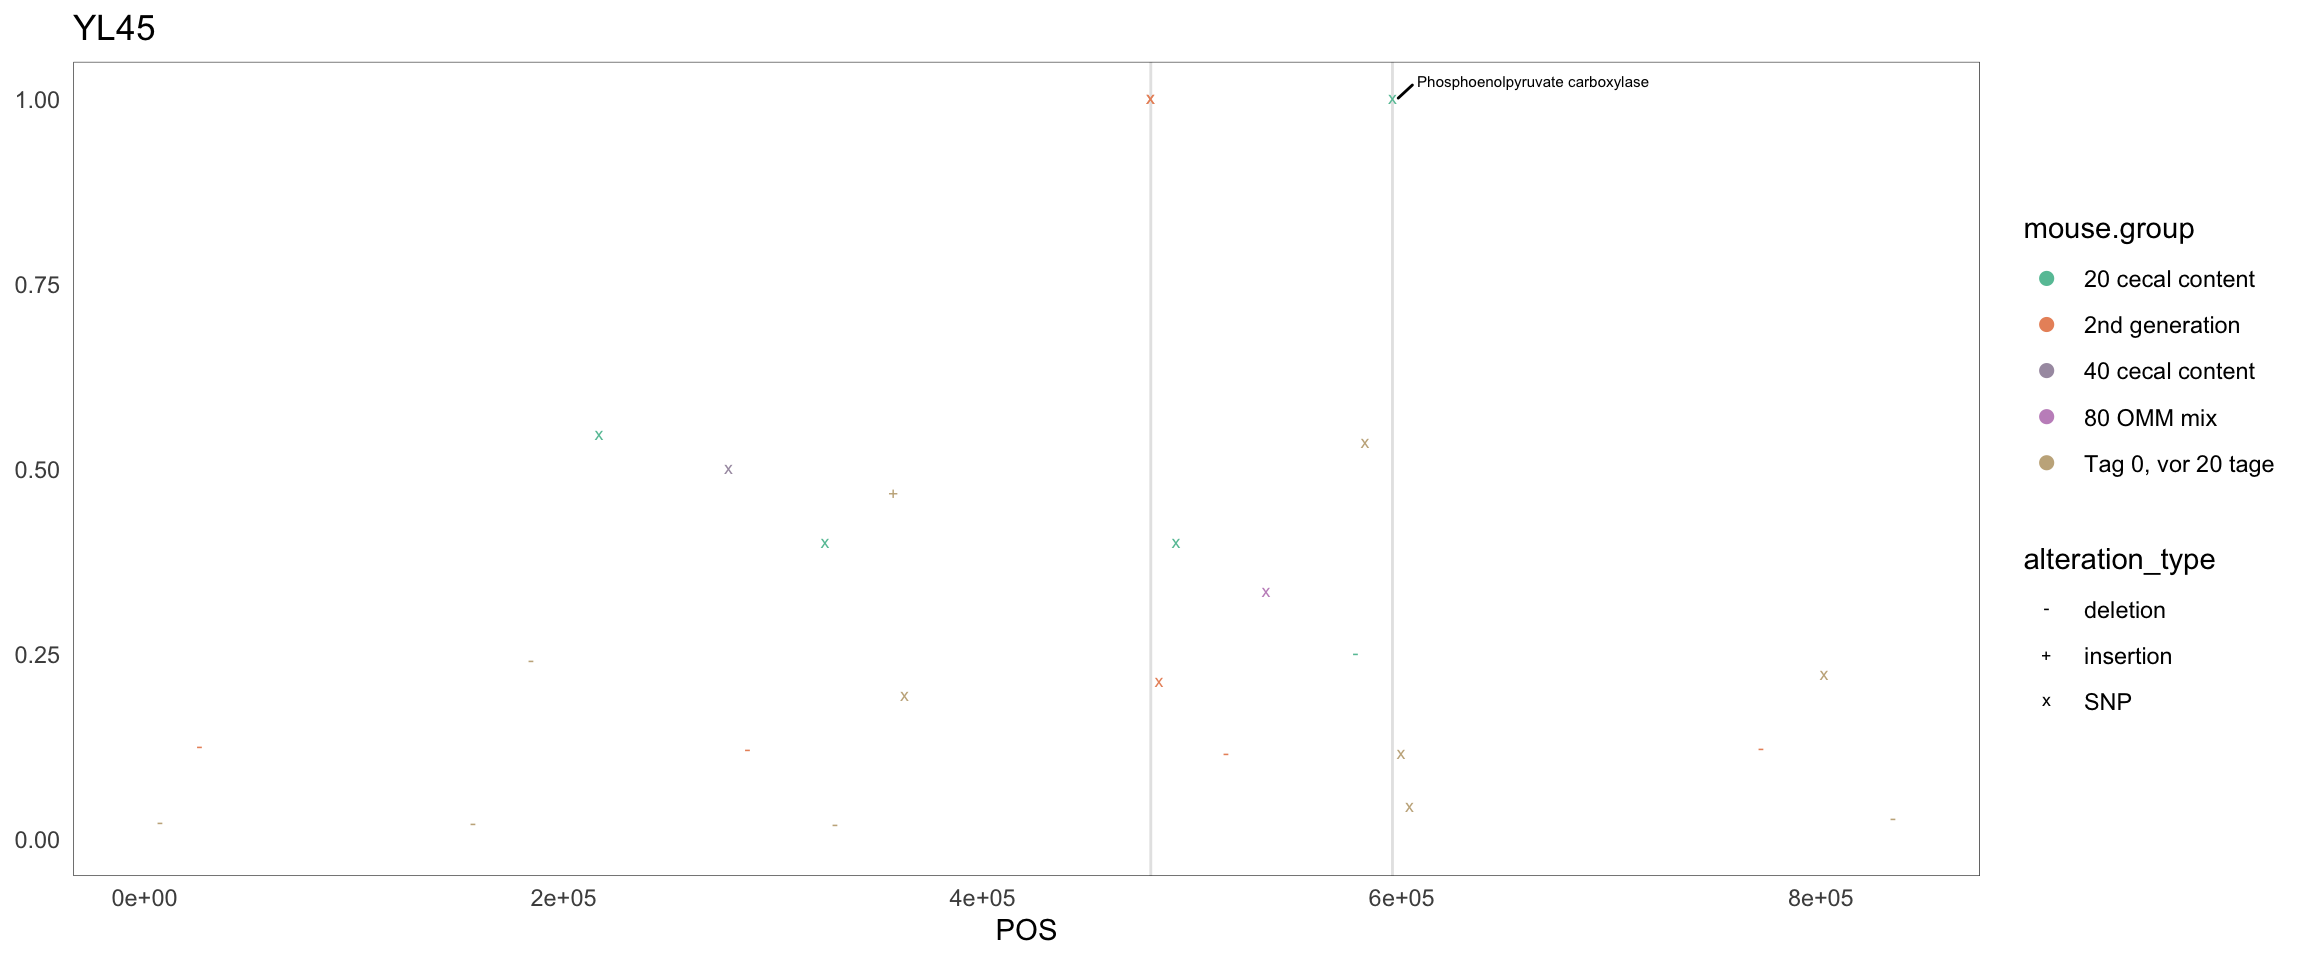 YL45
Phosphoenolpyruvate carboxylase
1.00
0.75
0.50
0.25
0.00
0e+00
2e+05
4e+05
6e+05
8e+05
POS
mouse.group
20 cecal content
2nd generation
40 cecal content
80 OMM mix
Tag 0, vor 20 tage
alteration_type
- deletion
+ insertion
x SNP